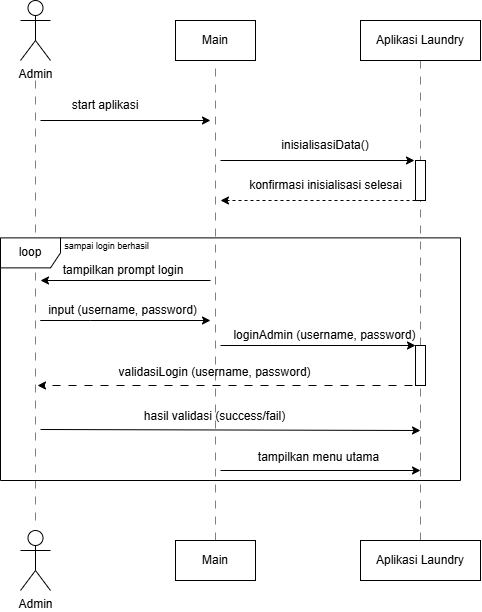 Main
Aplikasi Laundry
Admin
start aplikasi
inisialisasiData()
konfirmasi inisialisasi selesai
loop
sampai login berhasil
tampilkan prompt login
input (username, password)
loginAdmin (username, password)
validasiLogin (username, password)
hasil validasi (success/fail)
tampilkan menu utama
Main
Aplikasi Laundry
Admin